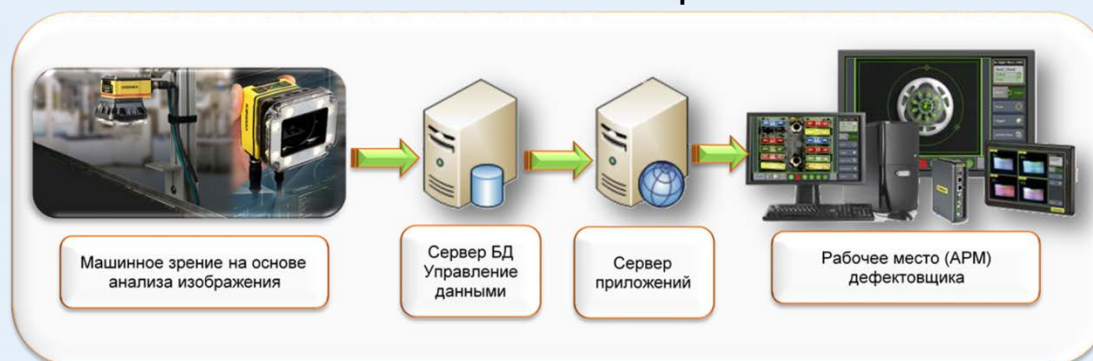 Машинное зрение на основе
анализа изображения
Сервер БД
Управление
данными
Сервер
приложений
Рабочее место (АРМ)
дефектовщика